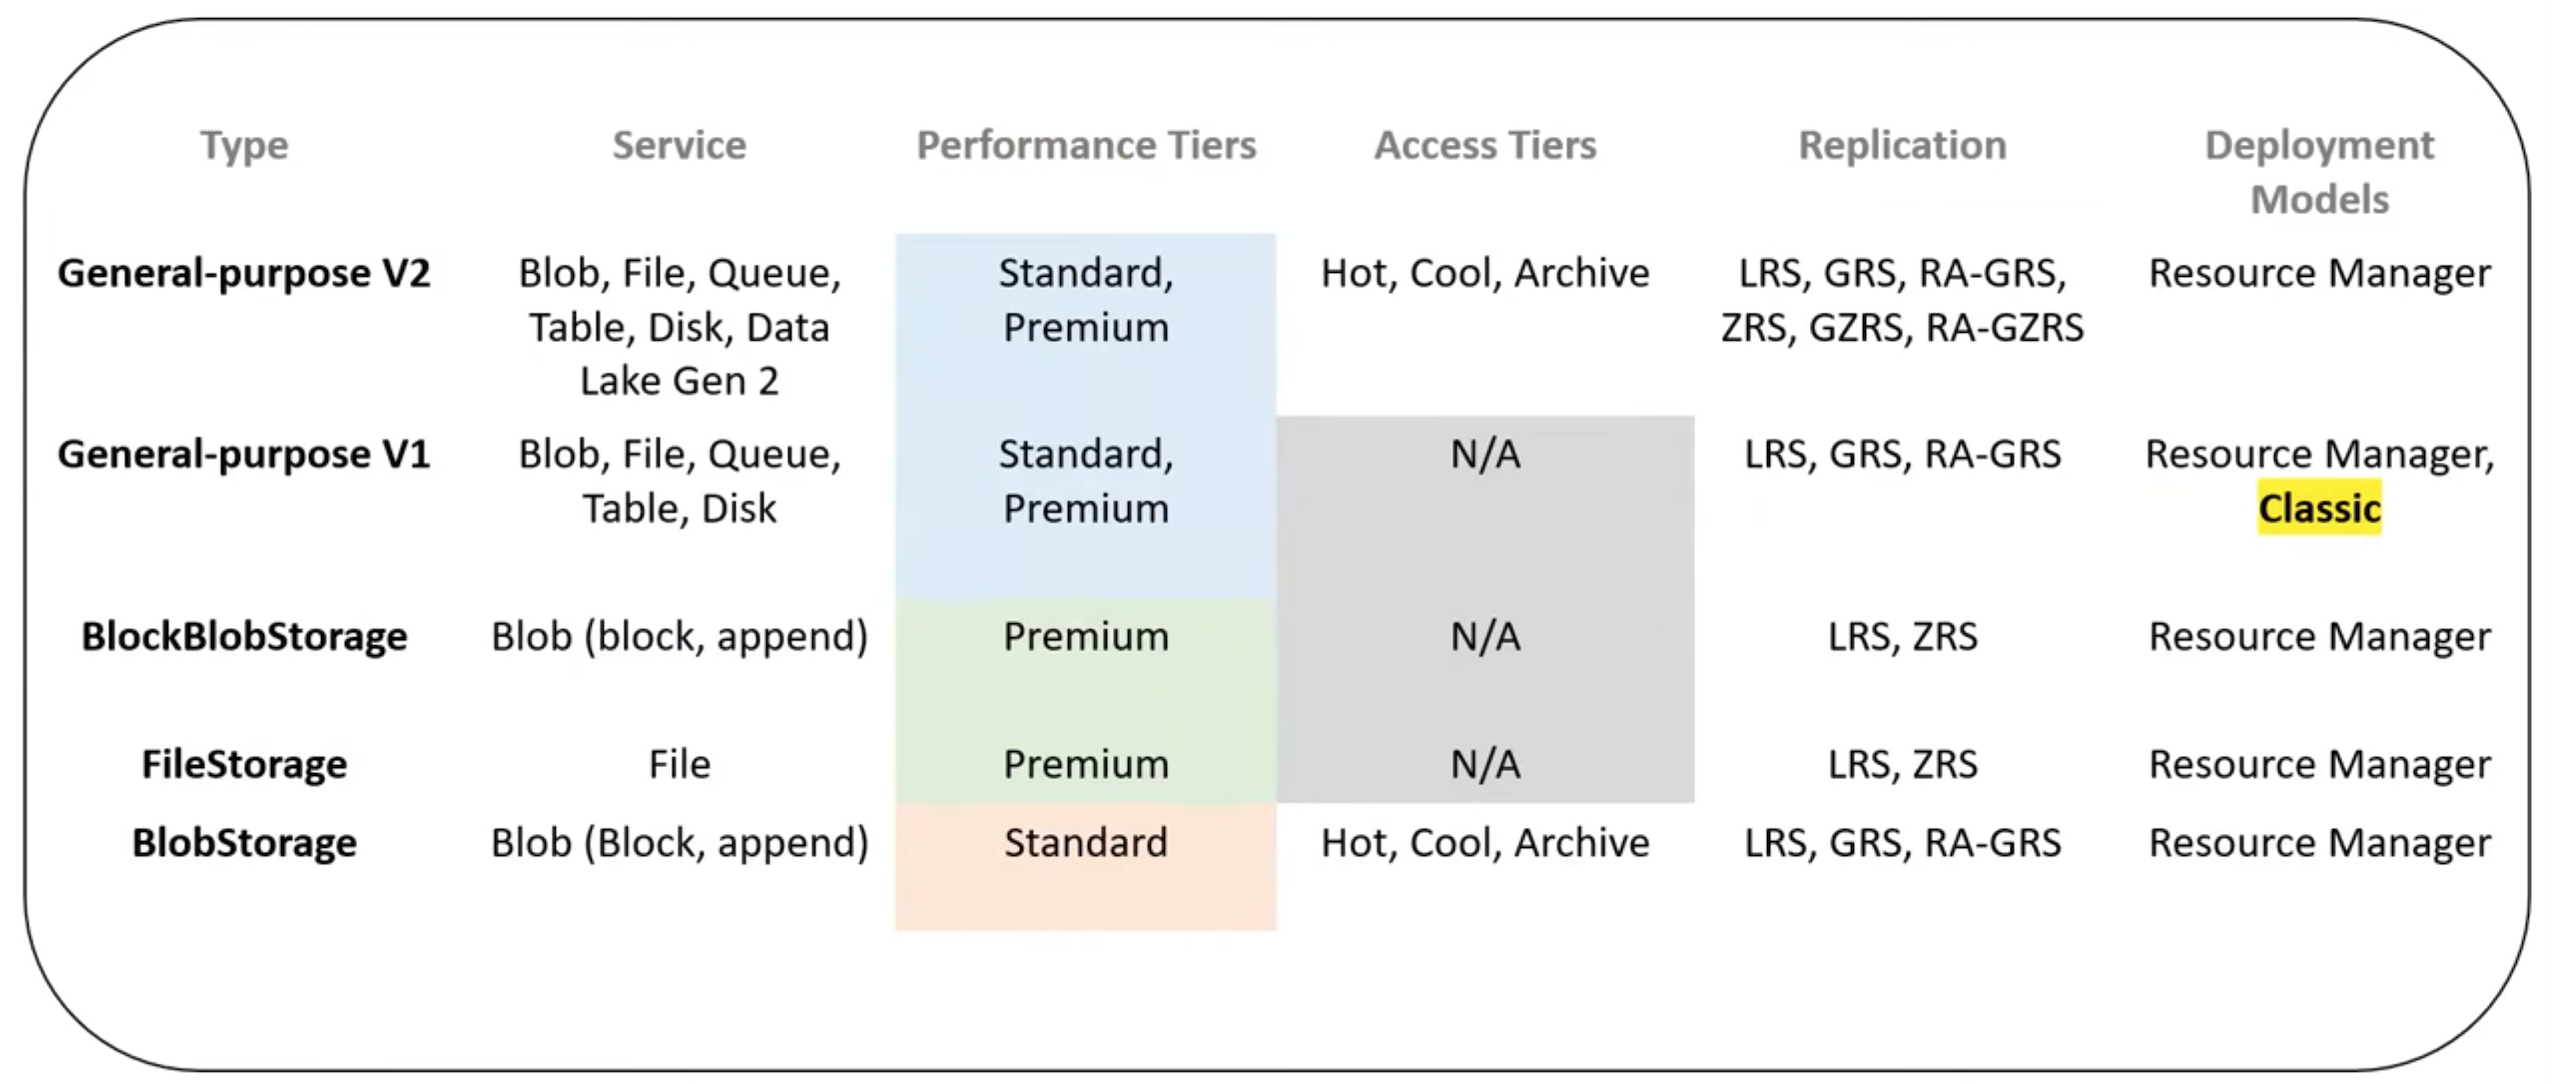 Type Service Performance Tiers Access Tiers Replication Deployment
Models
General-purpose V2 Blob, File, Queue, Standard, Hot, Cool, Archive LRS, GRS, RA-GRS, Resource Manager
Table, Disk, Data Premium ZRS, GZRS, RA-GZRS
Lake Gen 2
General-purpose V1 Blob, File, Queue, Standard, N/A LRS, GRS, RA-GRS Resource Manager,
Table, Disk Premium Classic
BlockBlobStorage Blob (block, append) Premium N/A LRS, ZRS Resource Manager
FileStorage File Premium N/A LRS, ZRS Resource Manager
BlobStorage Blob (Block, append) Standard Hot, Cool, Archive LRS, GRS, RA-GRS Resource Manager